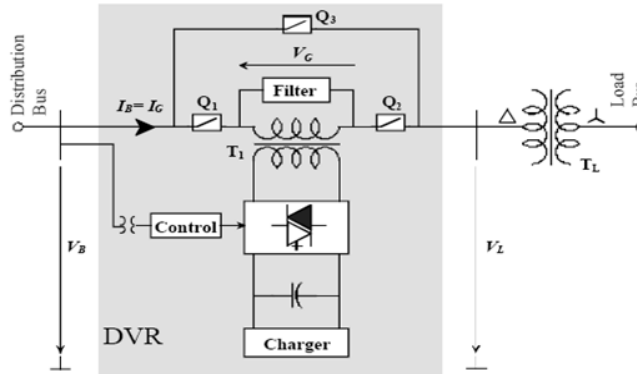 Q3
VG
Distribution
Bus
IB= IG
Q1
Filter
Q2
Load
T1
TL
Control
VB
VL
DVR
Charger